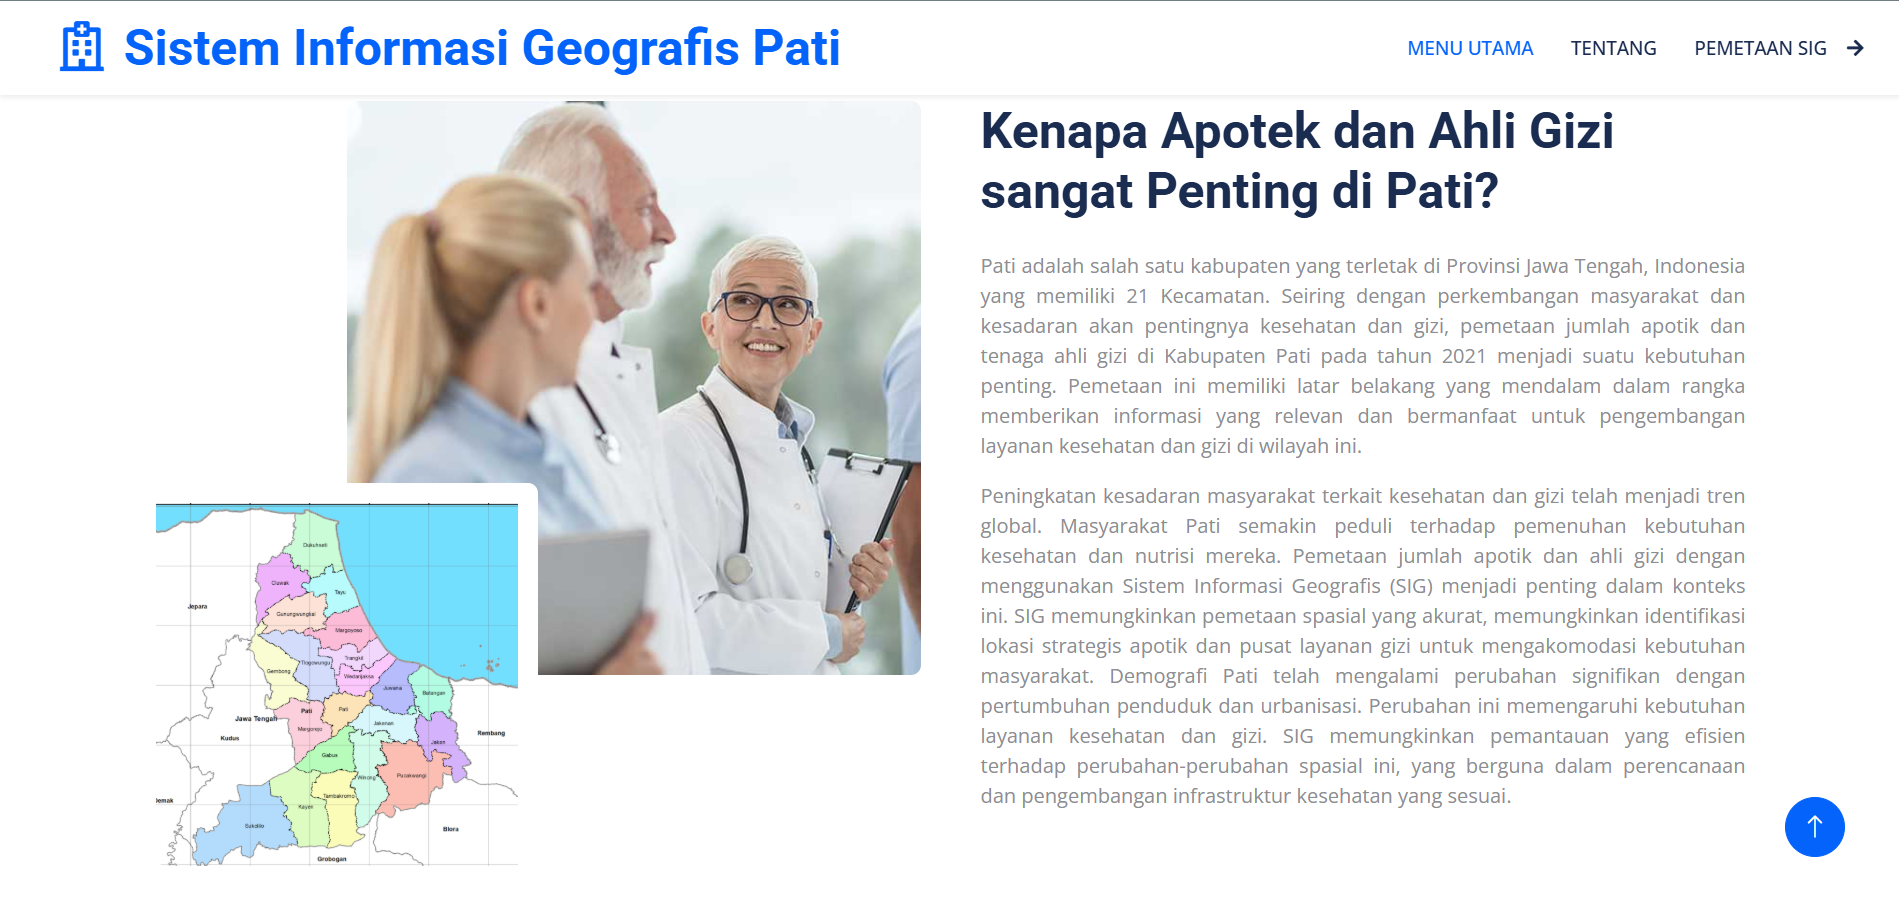 Sistem Informasi Geografis Pati
MENU UTAMA
TENTANG
PEMETAAN SIG
Kenapa Apotek dan Ahli Gizi
sangat Penting di Pati?
Pati adalah salah satu kabupaten yang terletak di Provinsi Jawa Tengah, Indonesia
yang memiliki 21 Kecamatan. Seiring dengan perkembangan masyarakat dan
kesadaran akan pentingnya kesehatan dan gizi, pemetaan jumlah apotik dan
tenaga ahli gizi di Kabupaten Pati pada tahun 2021 menjadi suatu kebutuhan
penting. Pemetaan ini memiliki latar belakang yang mendalam dalam rangka
memberikan informasi yang relevan dan bermanfaat untuk pengembangan
layanan kesehatan dan gizi di wilayah ini.
Peningkatan kesadaran masyarakat terkait kesehatan dan gizi telah menjadi tren
global. Masyarakat Pati semakin peduli terhadap pemenuhan kebutuhan
kesehatan dan nutrisi mereka. Pemetaan jumlah apotik dan ahli gizi dengan
menggunakan Sistem Informasi Geografis (SIG) menjadi penting dalam konteks
ini. SIG memungkinkan pemetaan spasial yang akurat, memungkinkan identifikasi
lokasi strategis apotik dan pusat layanan gizi untuk mengakomodasi kebutuhan
masyarakat. Demografi Pati telah mengalami perubahan signifikan dengan
pertumbuhan penduduk dan urbanisasi. Perubahan ini memengaruhi kebutuhan
layanan kesehatan dan gizi. SIG memungkinkan pemantauan yang efisien
terhadap perubahan-perubahan spasial ini, yang berguna dalam perencanaan
dan pengembangan infrastruktur kesehatan yang sesuai.
Dukuhseti
Cluwak
Tayu
Jepara
Gunungwungkal
Margoyoso
Trangkil
Tlogowungu
Gembong
Wedarijaksa
Juwana
Batangan
Pati
Pati
Jawa Tengah
Jakenan
Margorejo
Kudus
Rembang
Jaken
Gabus
Winong
Pucakwangi
Tambakromo
emak
Kayen
Sukolilo
Blora
Grobogan